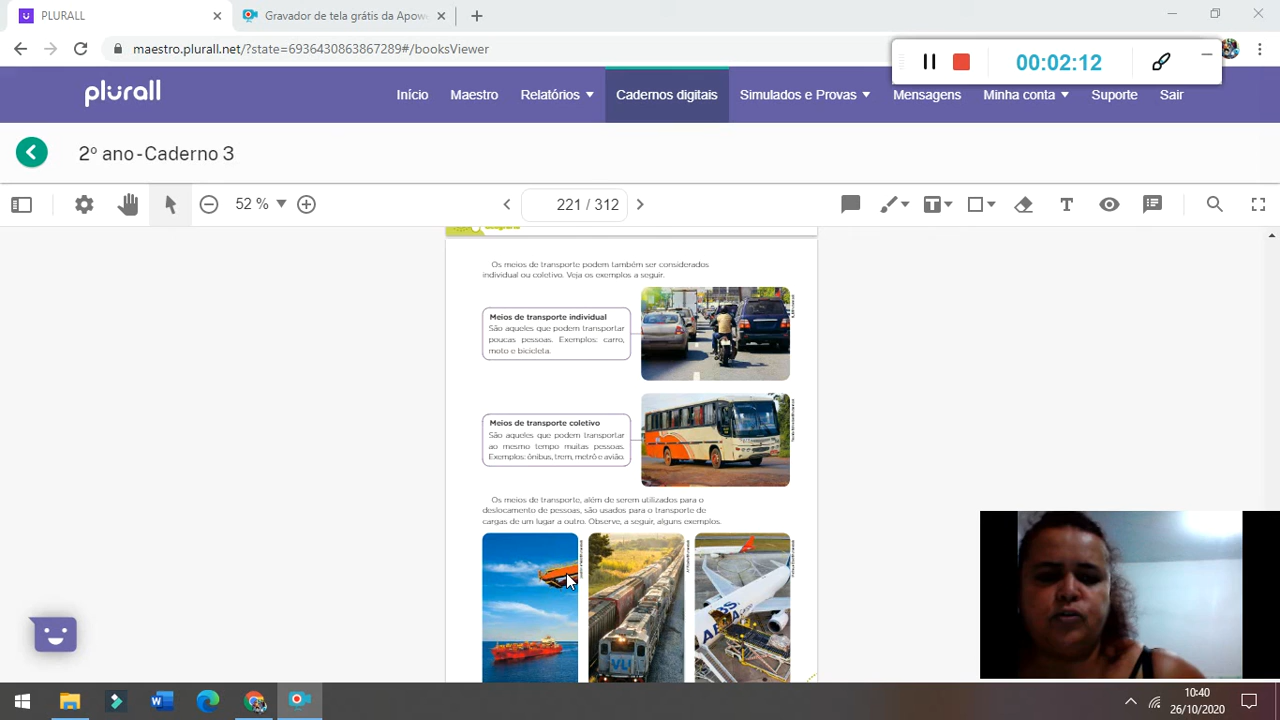 PLURALL
Gravador de tela grátis da Apowe
maestro.plurall.net/?state=6936430863867289#/booksViewer
00:02:12
plurall
Início Maestro Relatórios Cadernos digitais Simulados e Provas Mensagens Minha conta Suporte Sair
2º ano - Caderno 3
52 %
221 / 312
Os meios de transporte podem também ser considerados
individual ou coletivo. Veja os exemplos a seguir.
Meios de transporte individual
São aqueles que podem transportar
poucas pessoas. Exemplos: carro,
moto e bicicleta.
Meios de transporte coletivo
São aqueles que podem transportar
ao mesmo tempo muitas pessoas.
Exemplos: ônibus, trem, metrô e avião.
Os meios de transporte, além de serem utilizados para o
deslocamento de pessoas, são usados para o transporte de
cargas de um lugar a outro. Observe, a seguir, alguns exemplos.
VLI
10:40
26/10/2020